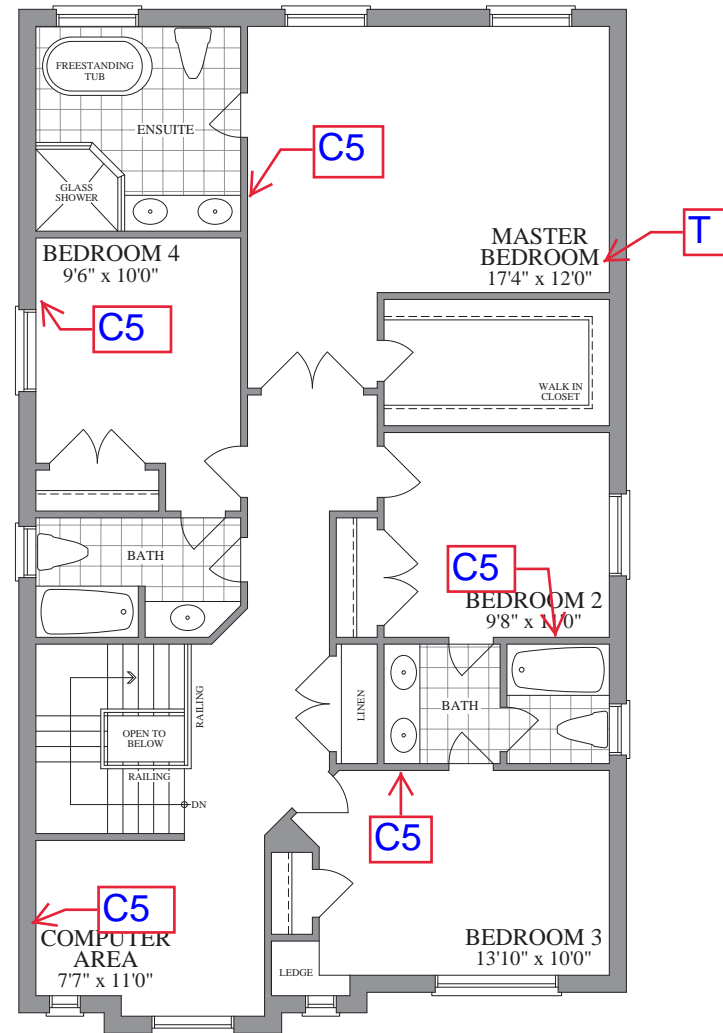 FREESTANDING
TUB
ENSUITE
C5
GLASS
SHOWER
T
MASTER
BEDROOM
17'4" x 12'0"
BEDROOM 4
9'6" x 10'0"
C5
WALK IN
CLOSET
BATH
C5
BEDROOM 2
9'8" x
LINEN
BATH
RAILING
OPEN TO
BELOW
RAILING
DN
C5
C5
COMPUTER
AREA
7'7" x 11'0"
BEDROOM 3
13'10" x 10'0"
LEDGE